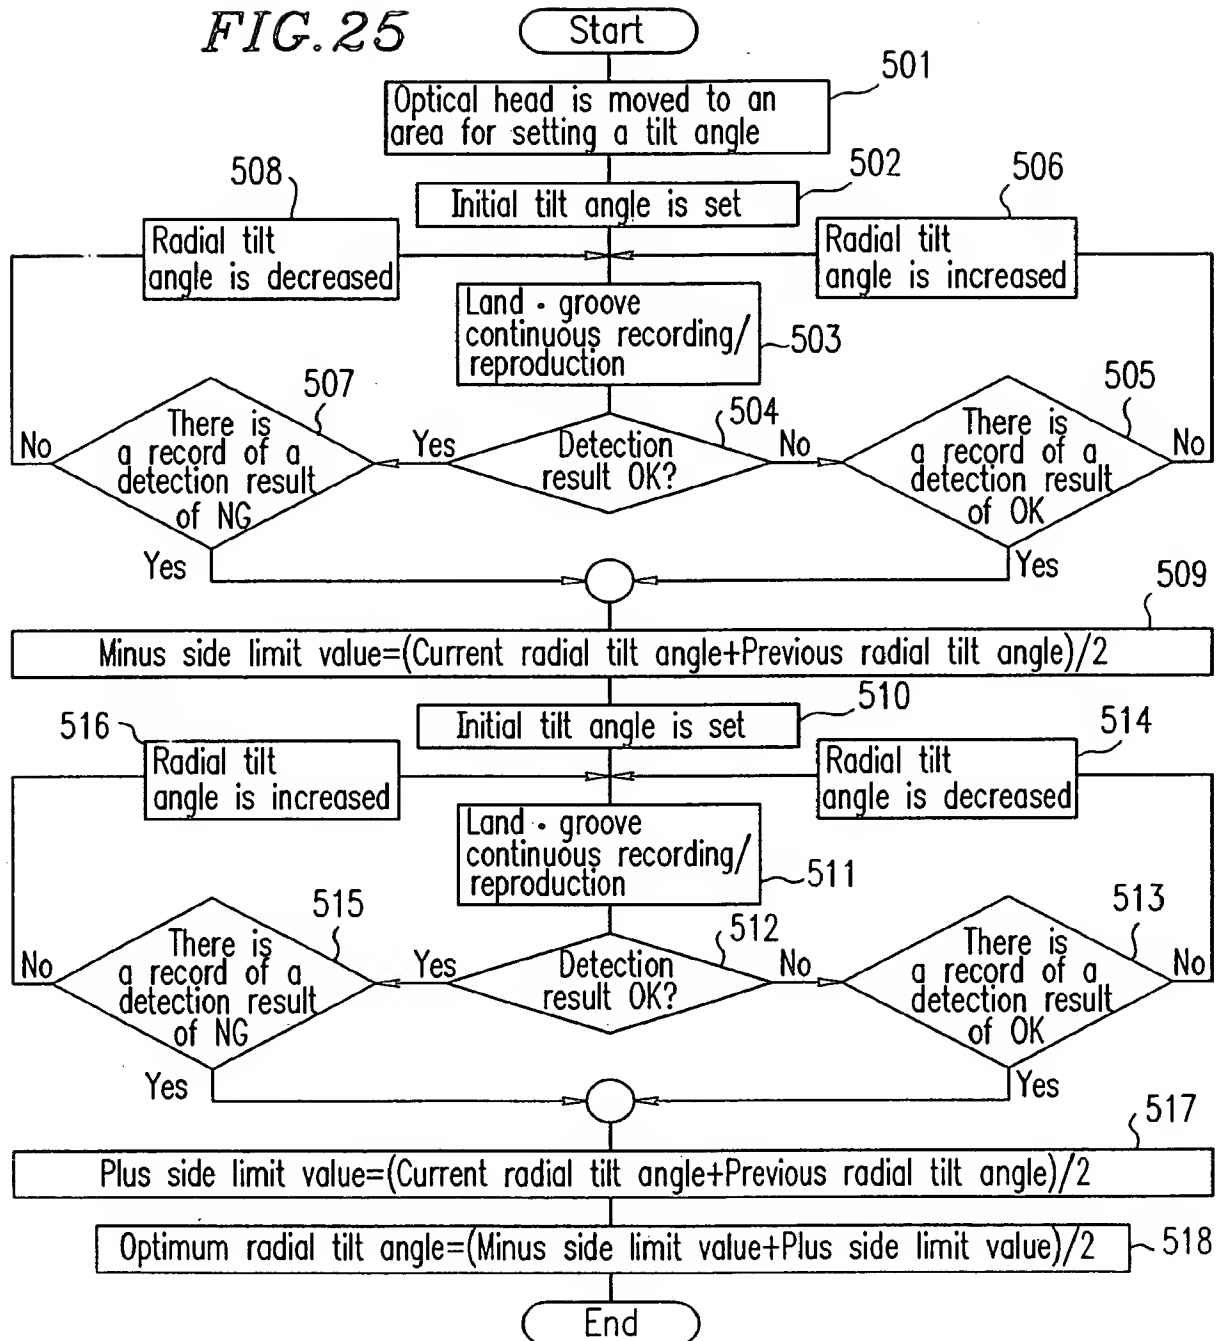 FIG.25
Start
501
Optical head is moved to an
area for setting a tilt angle
502
Initial tilt angle is set
508
Radial tilt
angle is decreased
506
Radial tilt
angle is increased
Land - groove
continuous recording/
reproduction
503
507
There is
a record of a
detection result
of NG
No
Yes
Yes
504
Detection
result OK?
No
505
There is
a record of a
detection result
of OK
No
Yes
509
Minus side limit value=(Current radial tilt angle+Previous radial tilt angle)/2
510
Initial tilt angle is set
516
Radial tilt
angle is increased
514
Radial tilt
angle is decreased
Land - groove
continuous recording/
reproduction
511
515
There is
a record of a
detection result
of NG
No
Yes
Yes
512
Detection
result OK?
No
513
There is
a record of a
detection result
of OK
No
Yes
517
Plus side limit value=(Current radial tilt angle+Previous radial tilt angle)/2
Optimum radial tilt angle=(Minus side limit value+Plus side limit value)/2
518
End